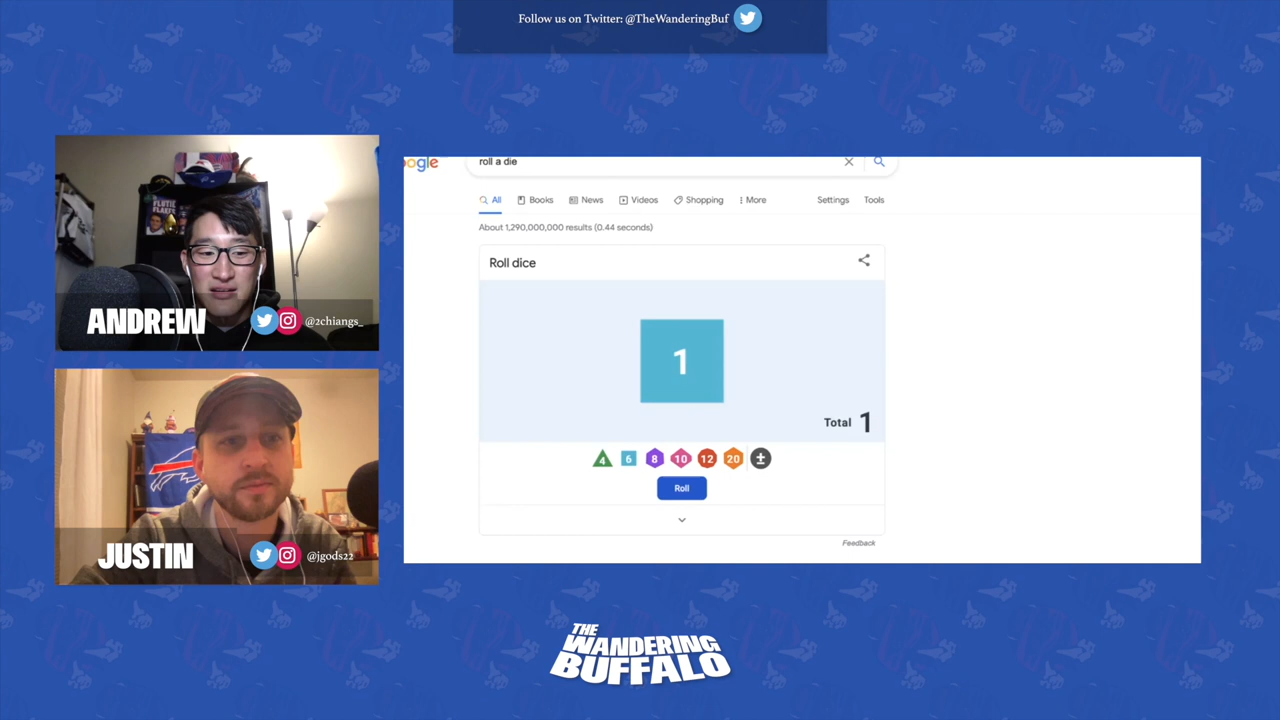 Follow us on Twitter: @TheWanderingBuf
ANDREW
@2chiangs_
JUSTIN
@jgods22
oogle
roll a die
All
Books
News
Videos
Shopping
More
Settings
Tools
About 1,290,000,000 results (0.44 seconds)
Roll dice
1
Total 1
4 6 8 10 12 20 ±
Roll
Feedback
THE
WANDERING
BUFFALO